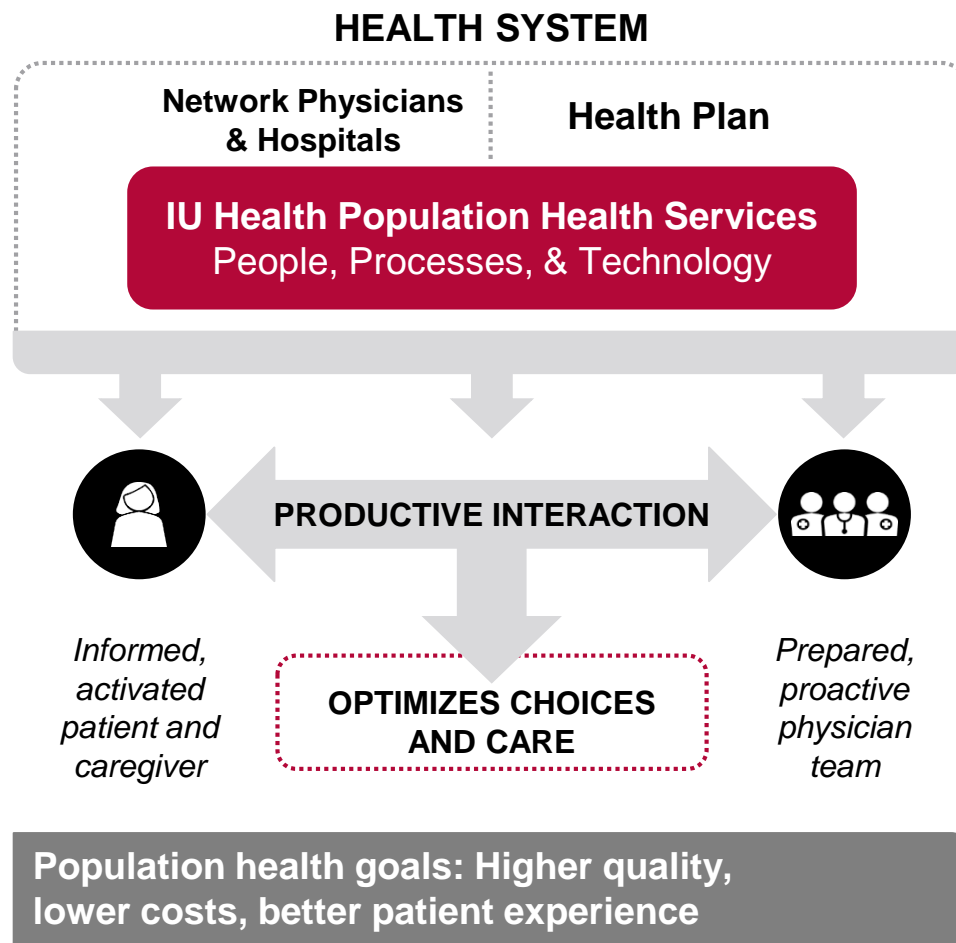 HEALTH SYSTEM
Network Physicians
& Hospitals
Health Plan
IU Health Population Health Services
People, Processes, & Technology
PRODUCTIVE INTERACTION
Informed,
activated
patient and
caregiver
OPTIMIZES CHOICES
AND CARE
Prepared,
proactive
physician
team
Population health goals: Higher quality,
lower costs, better patient experience